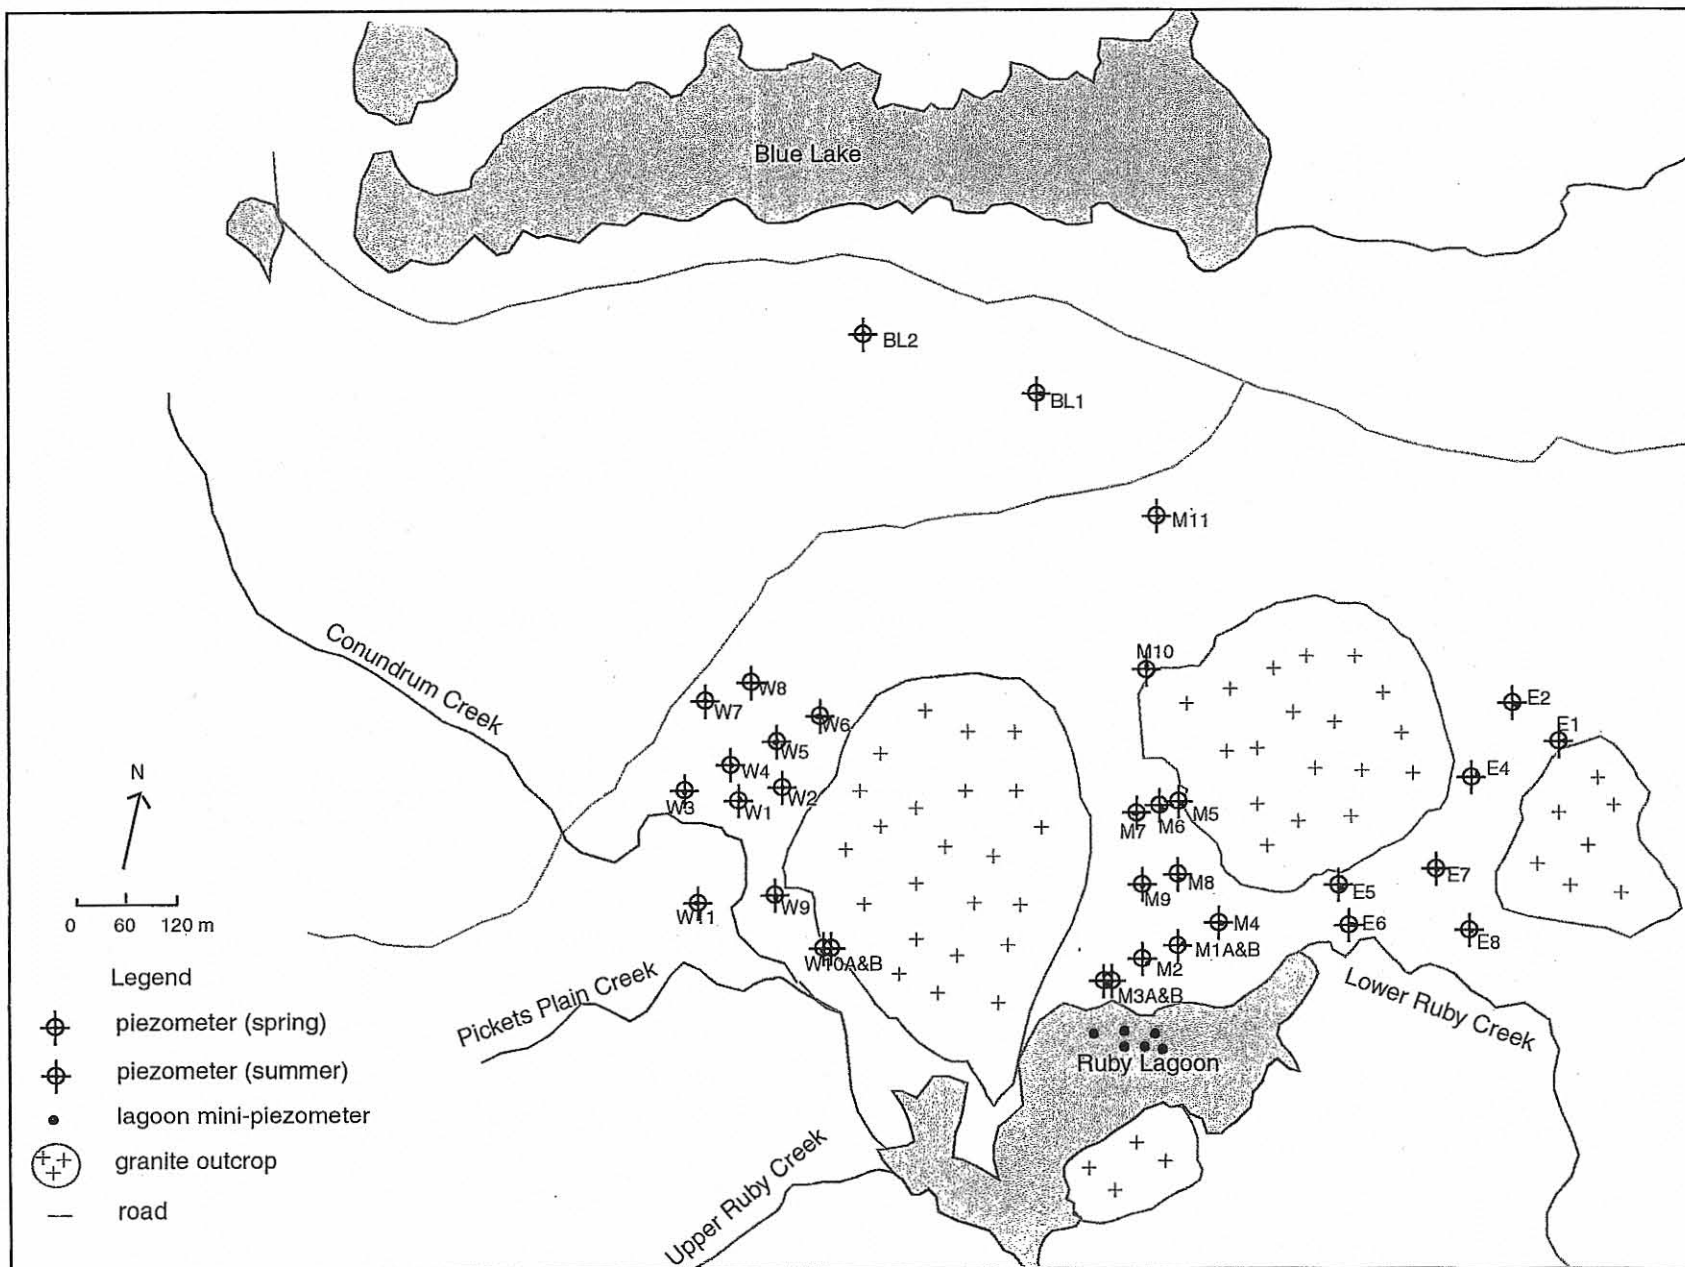 Blue Lake
BL2
BL1
M11
Conundrum Creek
M10
W8
W7
W6
E2
E1
W5
W4
E4
N
W3
W1
W2
M7
M6
M5
M8
E7
M9
E5
W11
W9
M4
E6
E8
0 60 120 m
W10A&B
M2
M1A&B
M3A&B
Lower Ruby Creek
Legend
Pickets Plain Creek
piezometer (spring)
piezometer (summer)
Ruby Lagoon
lagoon mini-piezometer
granite outcrop
Upper Ruby Creek
road